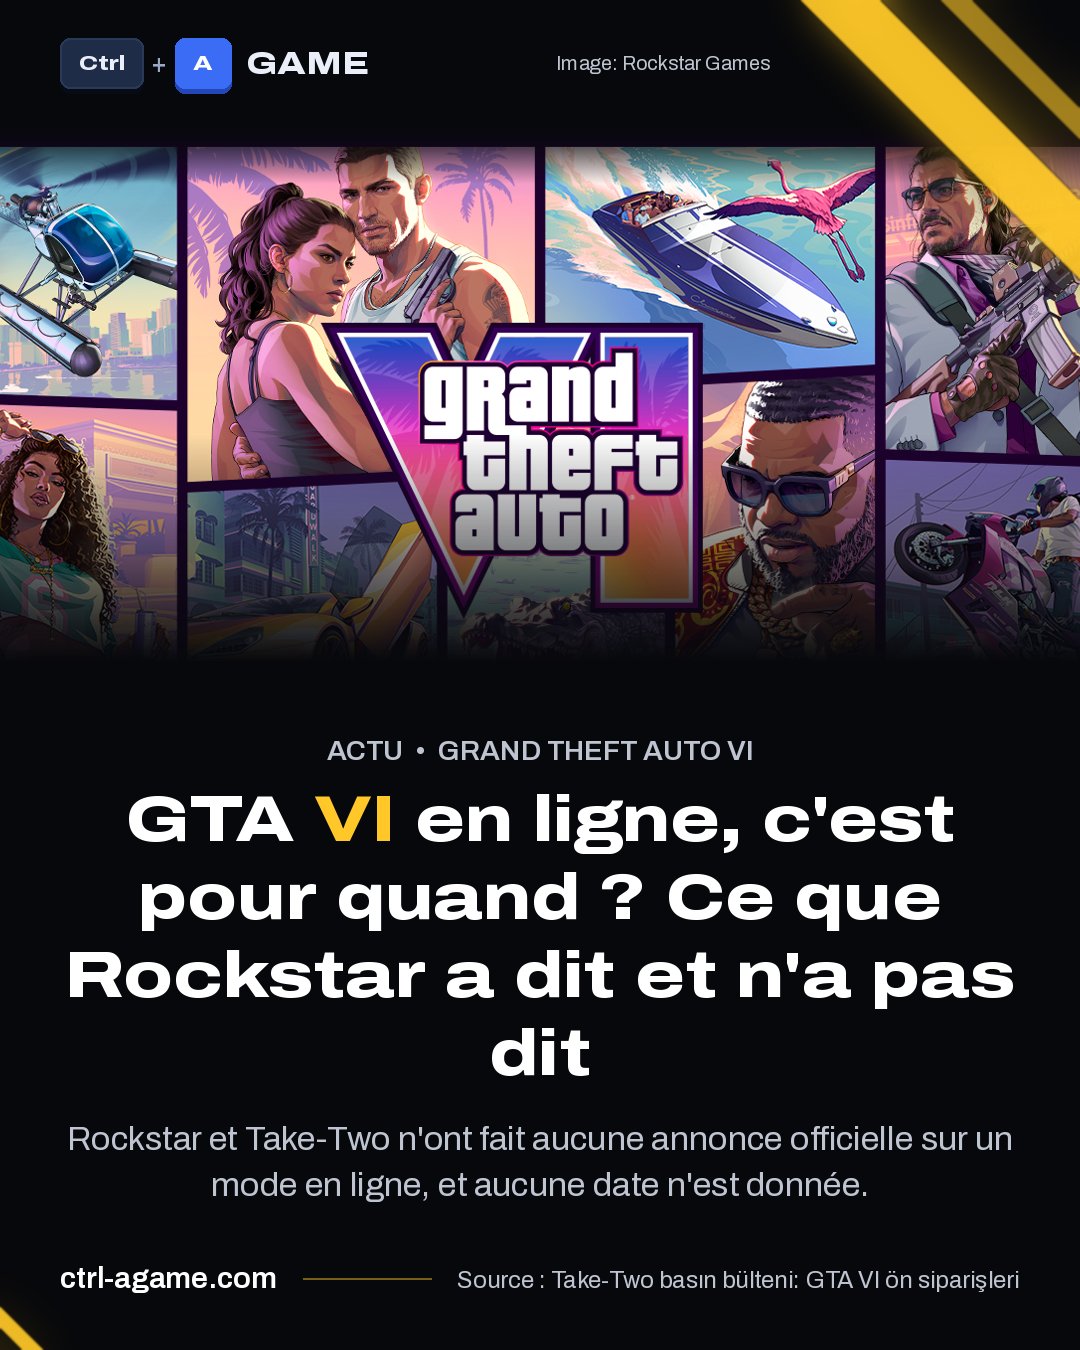 Ctrl + A GAME
Image: Rockstar Games
VI
grand
theft
auto
ACTU • GRAND THEFT AUTO VI
GTA VI en ligne, c'est
pour quand ? Ce que
Rockstar a dit et n'a pas
dit
Rockstar et Take-Two n'ont fait aucune annonce officielle sur un
mode en ligne, et aucune date n'est donnée.
ctrl-agame.com
Source : Take-Two basın bülteni: GTA VI ön siparişleri